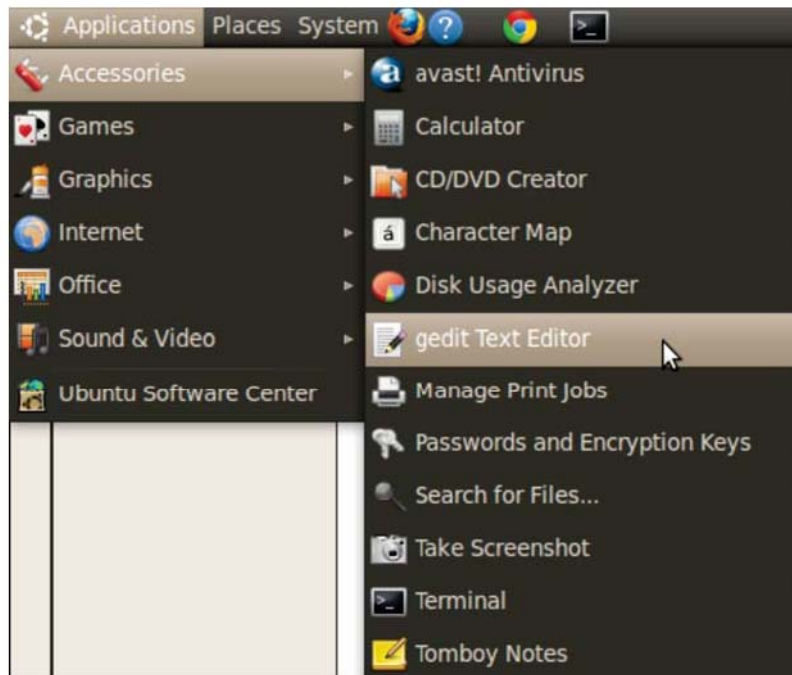 Applications Places System
Accessories
Games
Graphics
Internet
Office
Sound & Video
Ubuntu Software Center
avast! Antivirus
Calculator
CD/DVD Creator
Character Map
Disk Usage Analyzer
gedit Text Editor
Manage Print Jobs
Passwords and Encryption Keys
Search for Files...
Take Screenshot
Terminal
Tomboy Notes